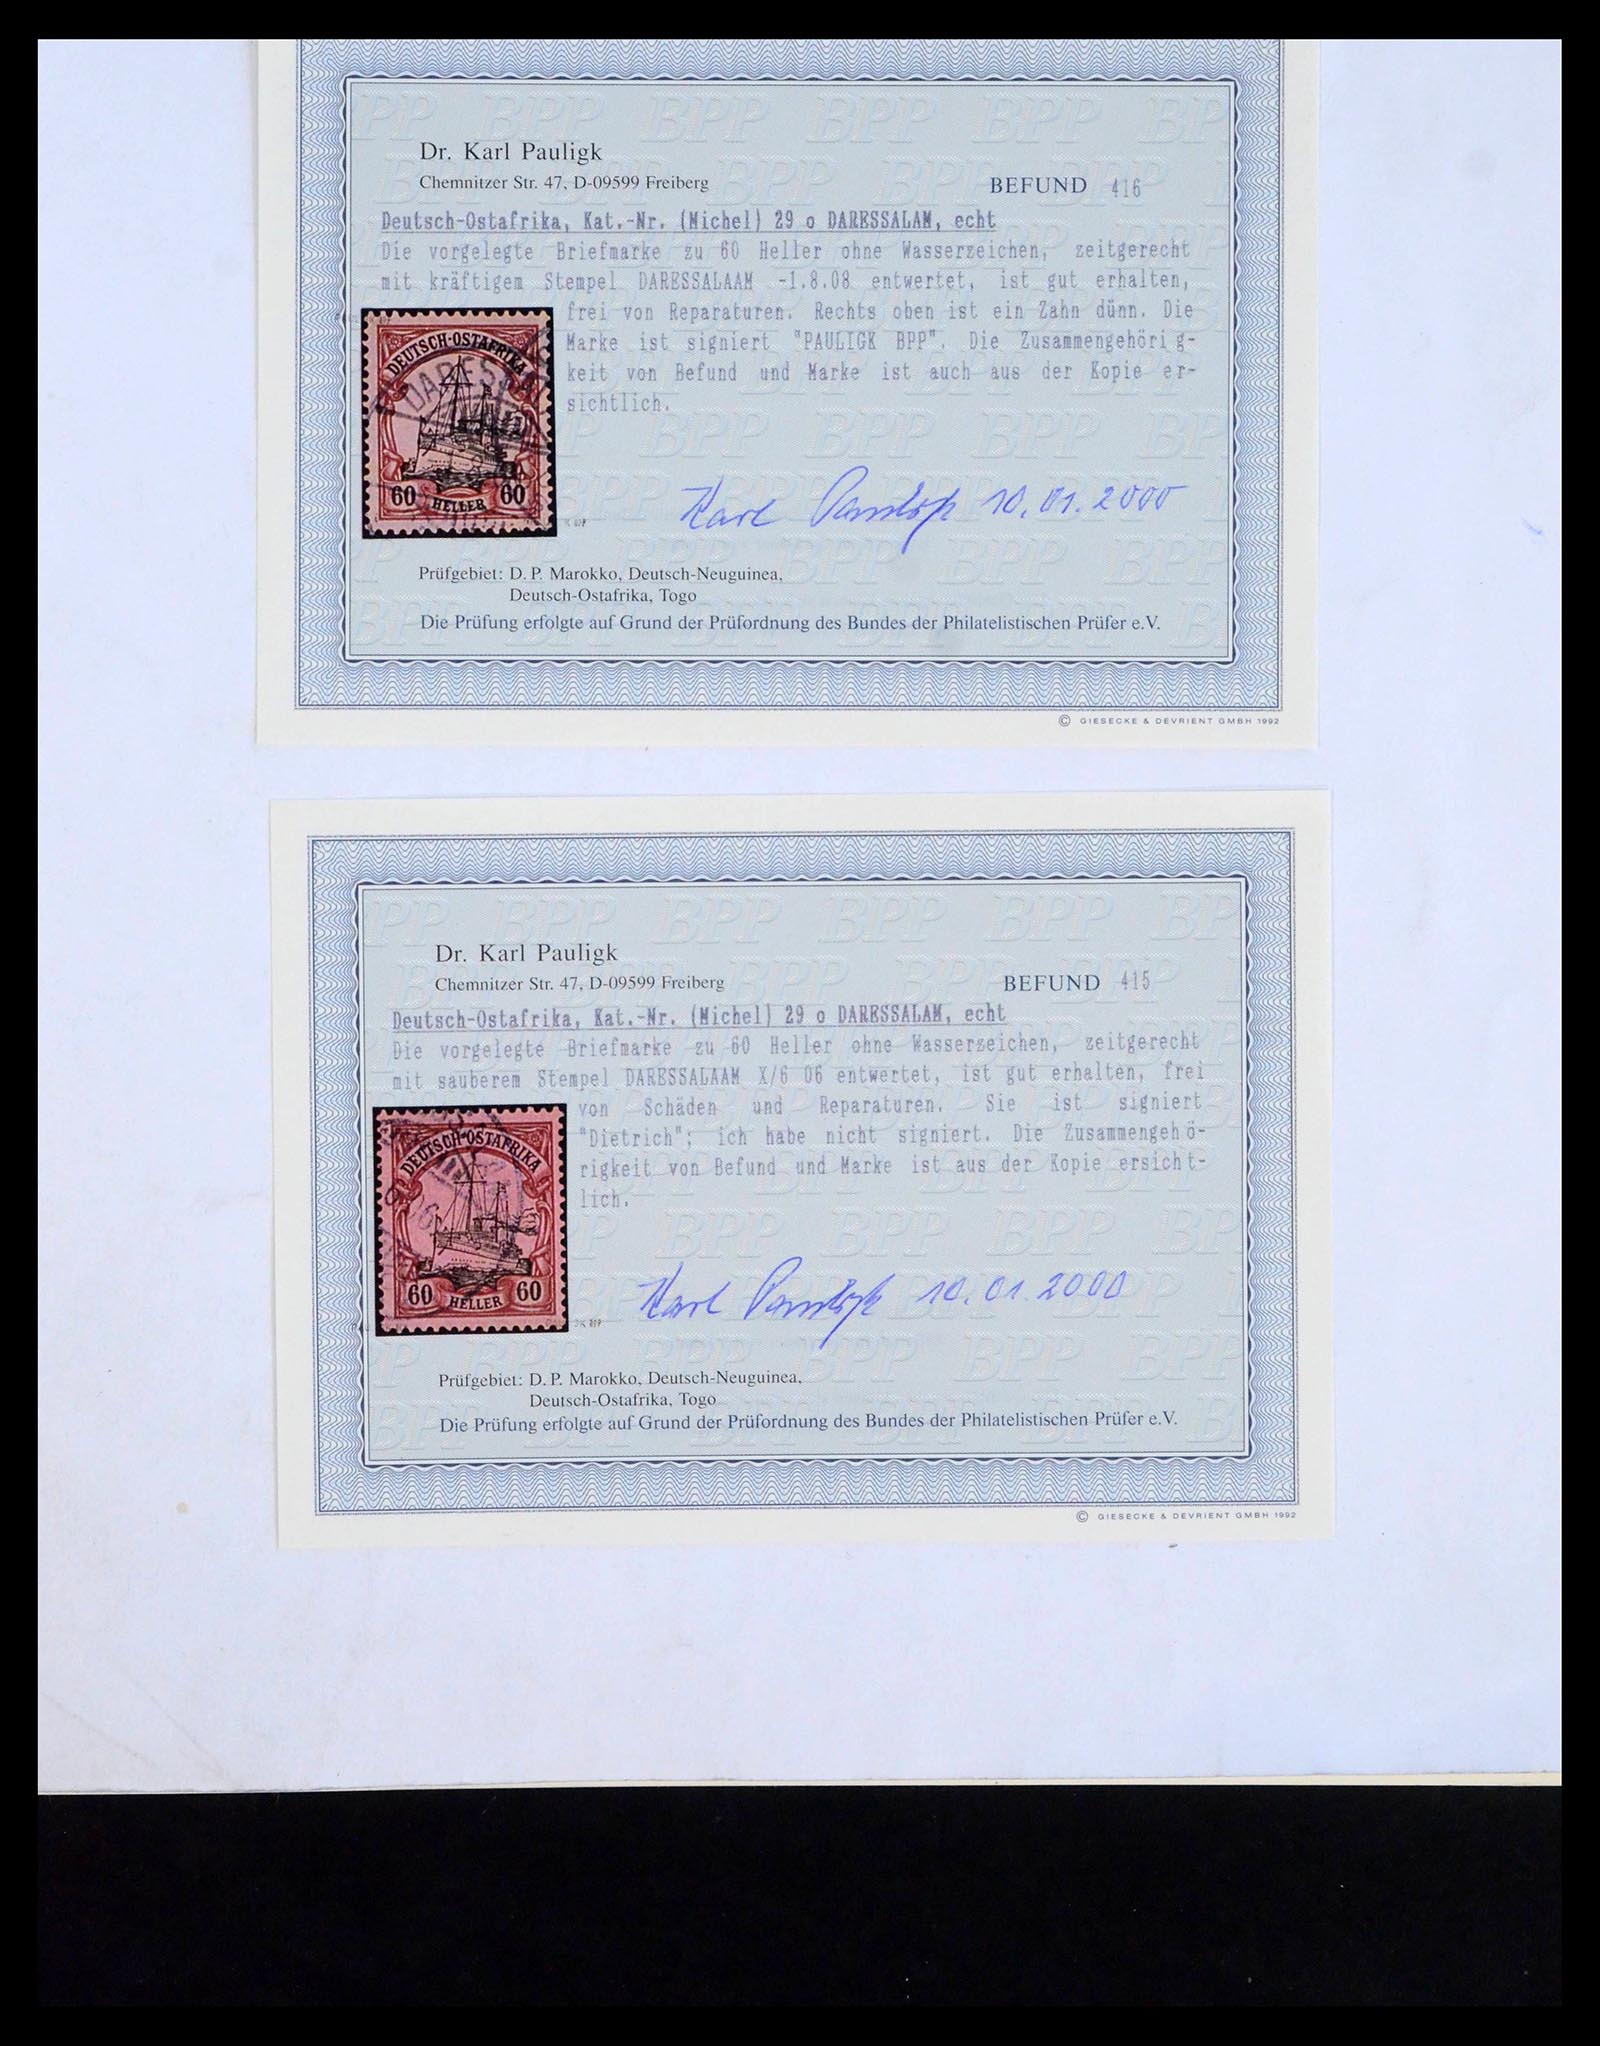 Dr. Karl Pauligk
Chemnitzer Str. 47, D-09599 Freiberg
BEFUND 416
Deutsch-Ostafrika, Kat.-Nr. (Michel) 29 o DARESSALAM, echt
Die vorgelegte Briefmarke zu 60 Heller ohne Wasserzeichen, zeitgerecht
mit kräftigem Stempel DARESSALAAM -1.8.08 entwertet, ist gut erhalten,
frei von Reparaturen. Rechts oben ist ein Zahn dünn. Die
Marke ist signiert "PAULIGK BPP". Die Zusammengehörig-
keit von Befund und Marke ist auch aus der Kopie er-
sichtlich.
DEUTSCH-OSTAFRIKA
DARESSALA
60 HELLER 60
Karl Pauligk 10.01.2000
Prüfgebiet: D.P. Marokko, Deutsch-Neuguinea,
Deutsch-Ostafrika, Togo
Die Prüfung erfolgte auf Grund der Prüfordnung des Bundes der Philatelistischen Prüfer e.V.
© GIESECKE & DEVRIENT GMBH 1992
Dr. Karl Pauligk
Chemnitzer Str. 47, D-09599 Freiberg
BEFUND 415
Deutsch-Ostafrika, Kat.-Nr. (Michel) 29 o DARESSALAM, echt
Die vorgelegte Briefmarke zu 60 Heller ohne Wasserzeichen, zeitgerecht
mit sauberem Stempel DARESSALAAM X/6 06 entwertet, ist gut erhalten, frei
von Schäden und Reparaturen. Sie ist signiert
"Dietrich"; ich habe nicht signiert. Die Zusammengehö-
rigkeit von Befund und Marke ist aus der Kopie ersicht-
lich.
DEUTSCH-OSTAFRIKA
60 HELLER 60
Karl Pauligk 10.01.2000
Prüfgebiet: D.P. Marokko, Deutsch-Neuguinea,
Deutsch-Ostafrika, Togo
Die Prüfung erfolgte auf Grund der Prüfordnung des Bundes der Philatelistischen Prüfer e.V.
© GIESECKE & DEVRIENT GMBH 1992